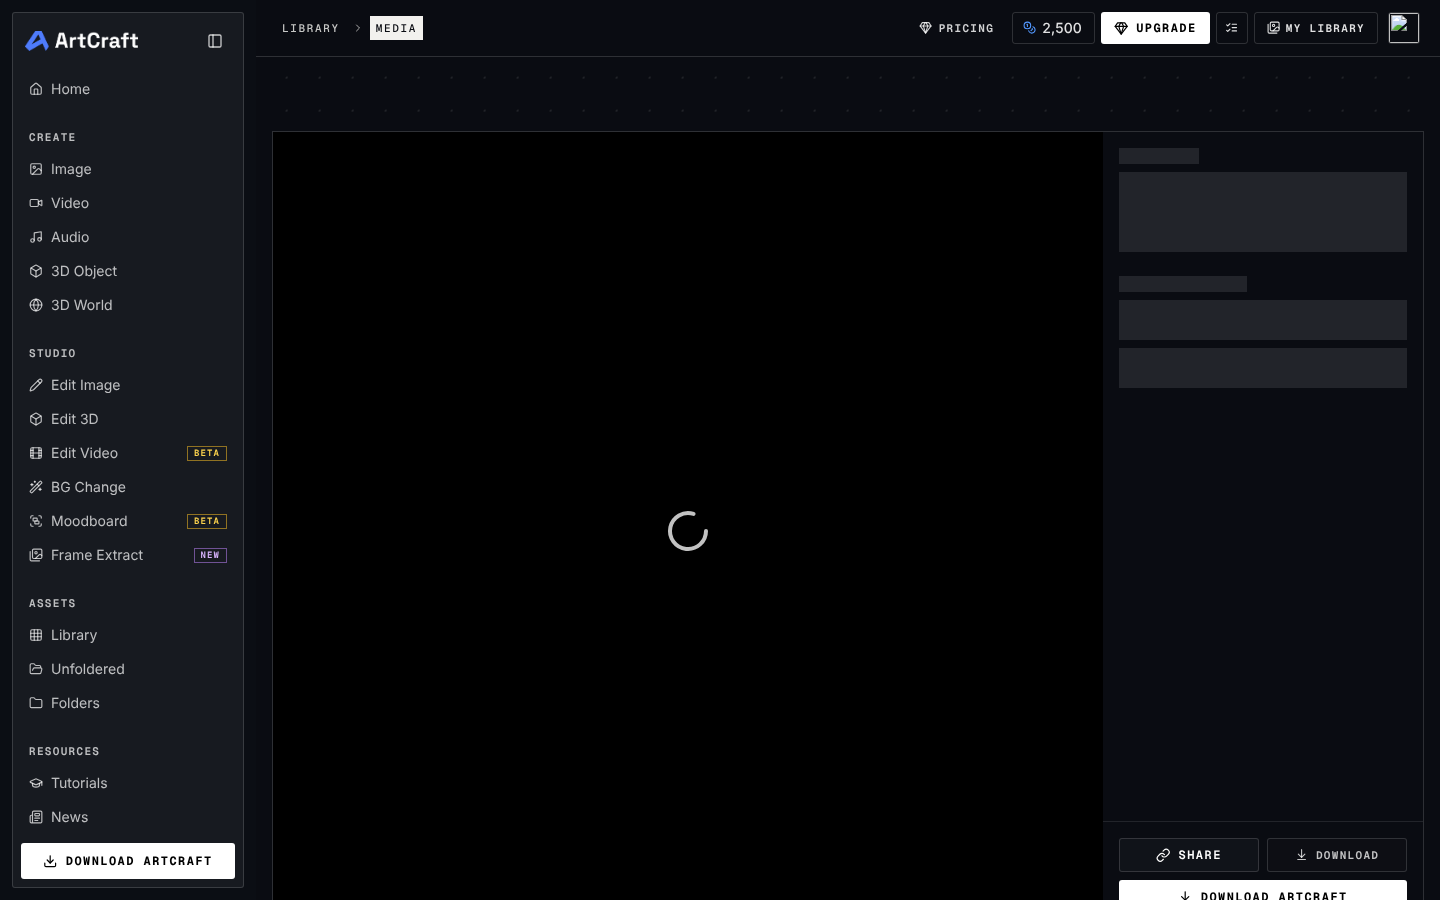 ArtCraft
Home
CREATE
Image
Video
Audio
3D Object
3D World
STUDIO
Edit Image
Edit 3D
Edit Video BETA
BG Change
Moodboard BETA
Frame Extract NEW
ASSETS
Library
Unfoldered
Folders
RESOURCES
Tutorials
News
DOWNLOAD ARTCRAFT
LIBRARY > MEDIA
PRICING
2,500
UPGRADE
MY LIBRARY
SHARE
DOWNLOAD
DOWNLOAD ARTCRAFT